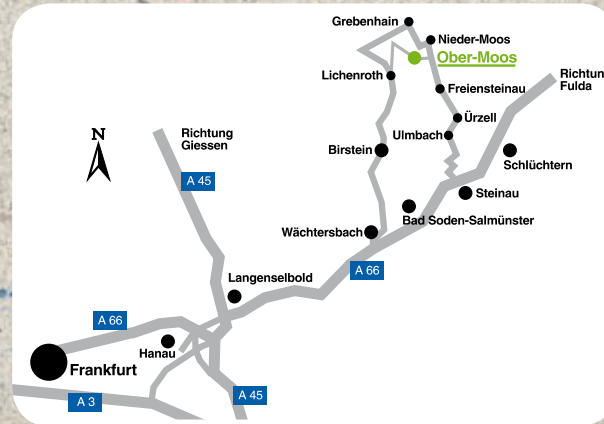 Grebenhain
Nieder-Moos
Ober-Moos
Lichenroth
Richtun
Fulda
Freiensteinau
Ürzell
Ulmbach
N
Richtung
Giessen
Birstein
Schlüchtern
A 45
Steinau
Bad Soden-Salmünster
Wächtersbach
A 66
Langenselbold
A 66
Hanau
Frankfurt
A 3
A 45